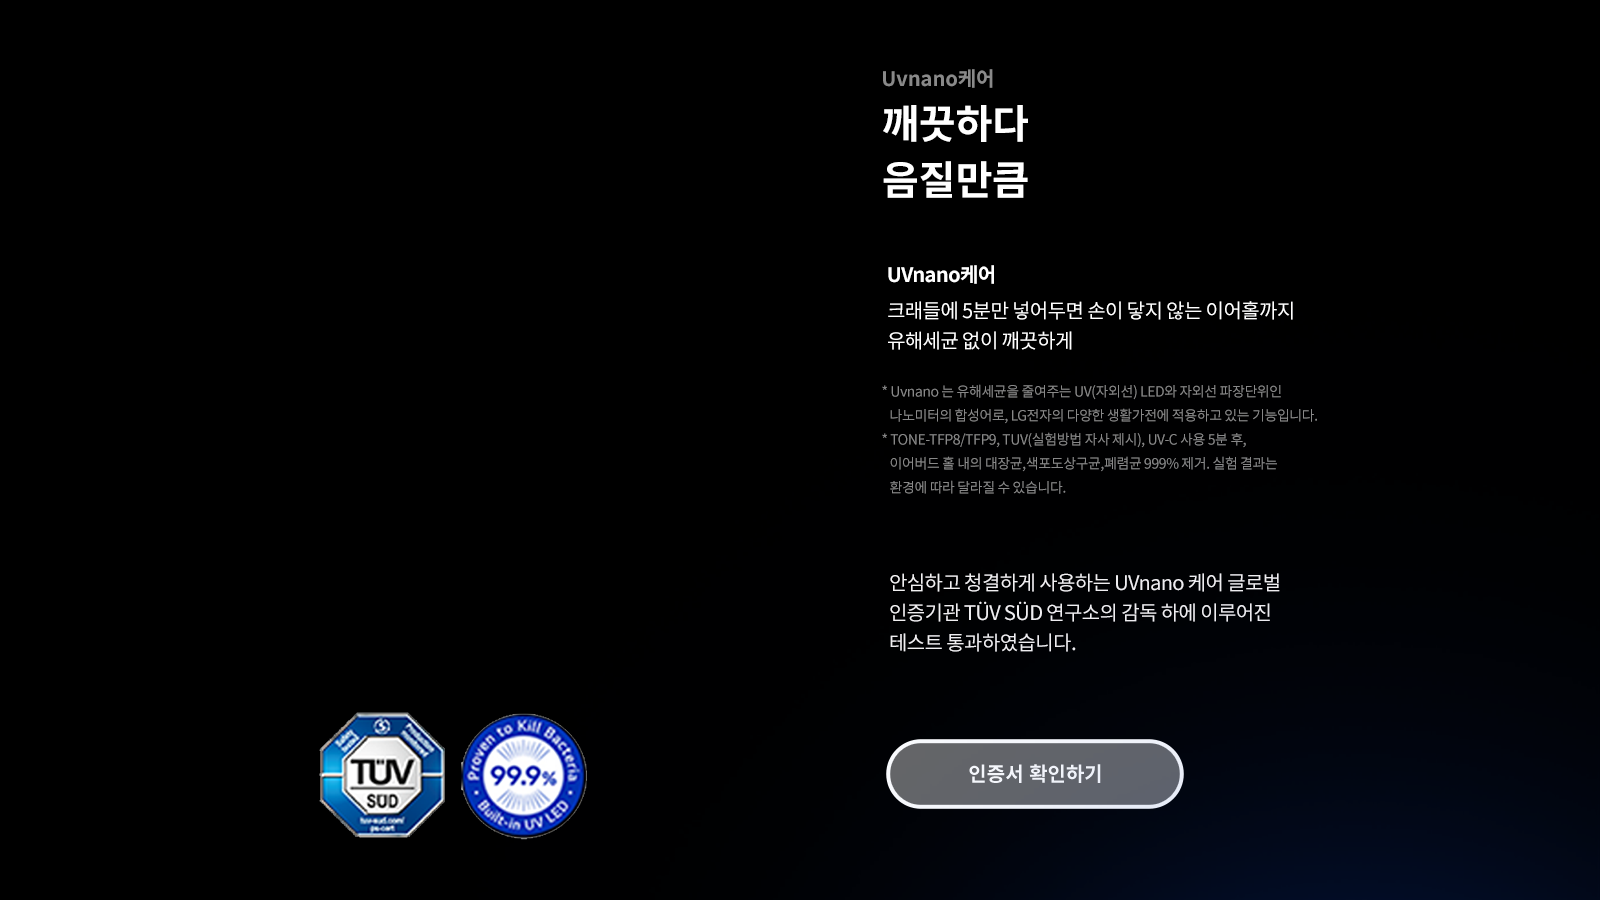 Uvnano케어
깨끗하다
음질만큼
UVnano케어
크래들에 5분만 넣어두면 손이 닿지 않는 이어홀까지
유해세균 없이 깨끗하게
* Uvnano 는 유해세균을 줄여주는 UV(자외선) LED와 자외선 파장단위인
나노미터의 합성어로, LG전자의 다양한 생활가전에 적용하고 있는 기능입니다.
* TONE-TFP8/TFP9, TUV(실험방법 자사 제시), UV-C 사용 5분 후,
이어버드 홀 내의 대장균,색포도상구균,폐렴균 999% 제거. 실험 결과는
환경에 따라 달라질 수 있습니다.
안심하고 청결하게 사용하는 UVnano 케어 글로벌
인증기관 TÜV SÜD 연구소의 감독 하에 이루어진
테스트 통과하였습니다.
Safety tested
Production monitored
TÜV
SÜD
tuv-sud.com/
ps-cert
Proven to Kill Bacteria
99.9%
Built-in UV LED
인증서 확인하기